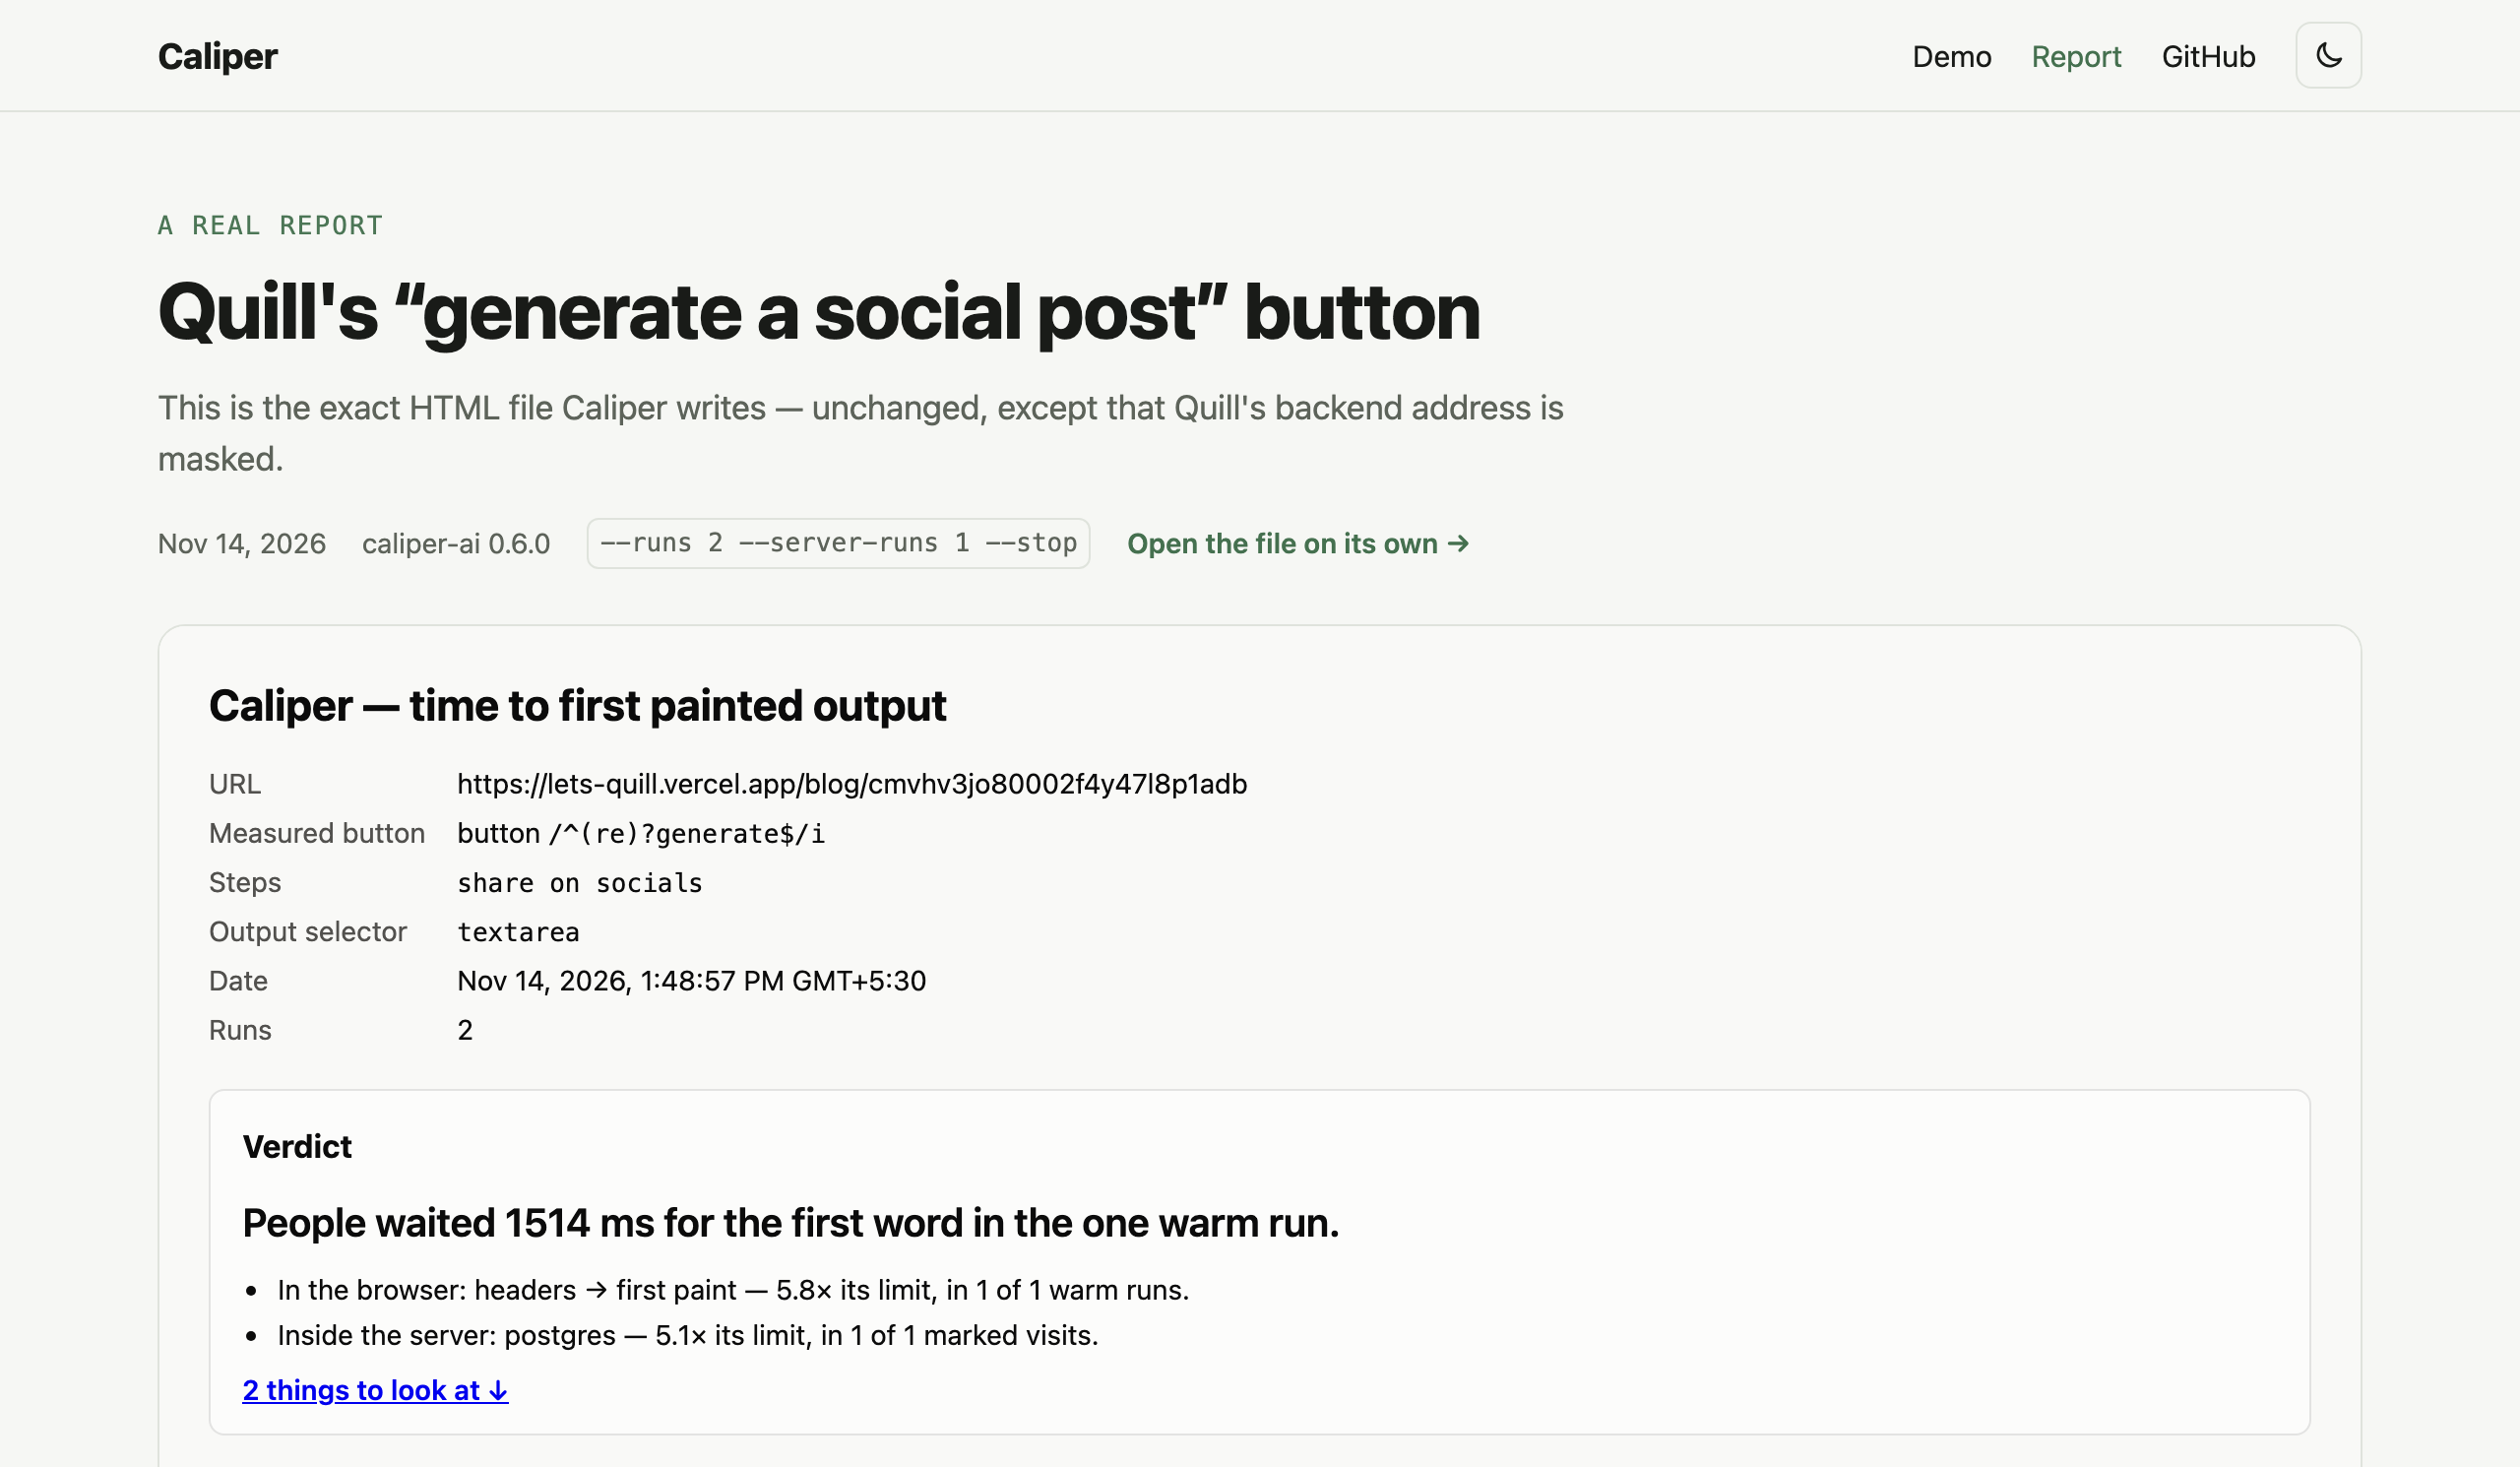 Caliper
Demo Report GitHub
A REAL REPORT
Quill's “generate a social post” button
This is the exact HTML file Caliper writes — unchanged, except that Quill's backend address is
masked.
Nov 14, 2026 caliper-ai 0.6.0 --runs 2 --server-runs 1 --stop Open the file on its own →
Caliper — time to first painted output
URL https://lets-quill.vercel.app/blog/cmvhv3jo80002f4y47l8p1adb
Measured button button /^(re)?generate$/i
Steps share on socials
Output selector textarea
Date Nov 14, 2026, 1:48:57 PM GMT+5:30
Runs 2
Verdict
People waited 1514 ms for the first word in the one warm run.
• In the browser: headers → first paint — 5.8× its limit, in 1 of 1 warm runs.
• Inside the server: postgres — 5.1× its limit, in 1 of 1 marked visits.
2 things to look at ↓